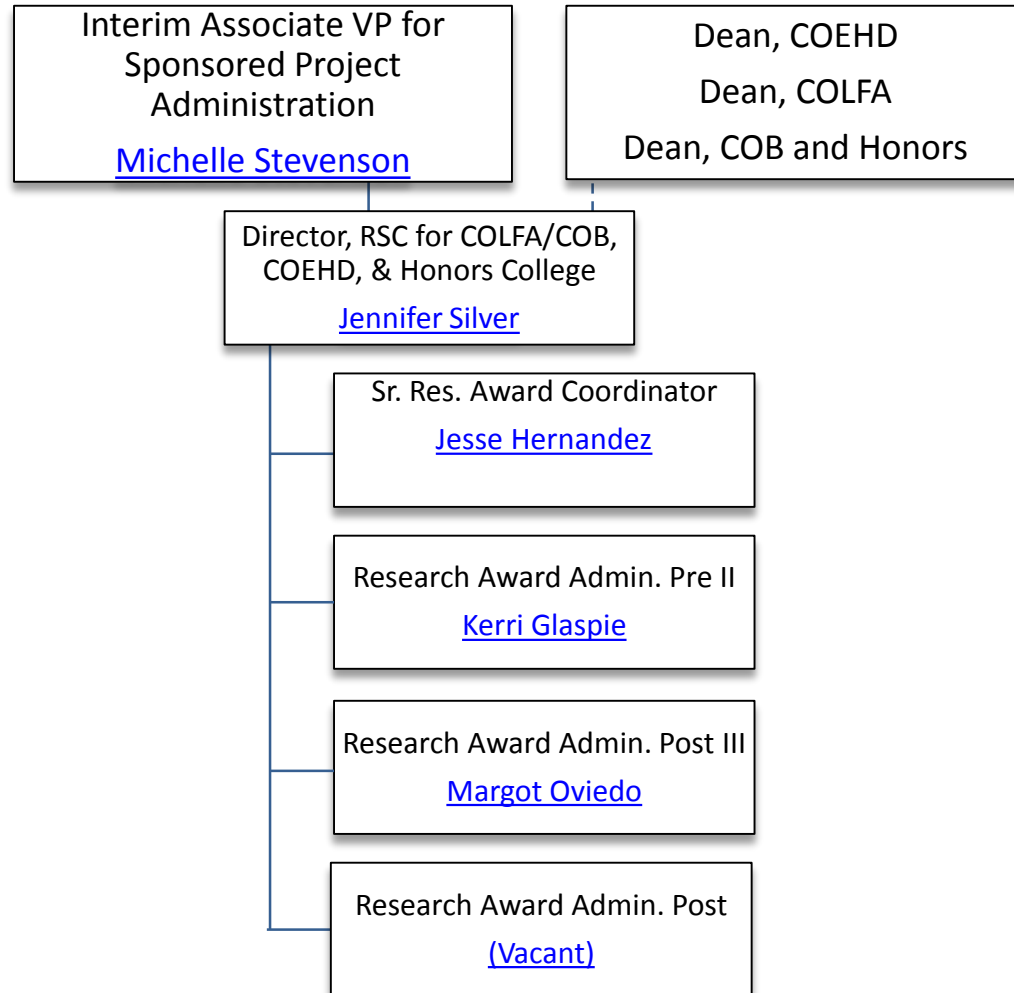 Interim Associate VP for
Sponsored Project
Administration
Michelle Stevenson
Dean, COEHD
Dean, COLFA
Dean, COB and Honors
Director, RSC for COLFA/COB,
COEHD, & Honors College
Jennifer Silver
Sr. Res. Award Coordinator
Jesse Hernandez
Research Award Admin. Pre II
Kerri Glaspie
Research Award Admin. Post III
Margot Oviedo
Research Award Admin. Post
(Vacant)